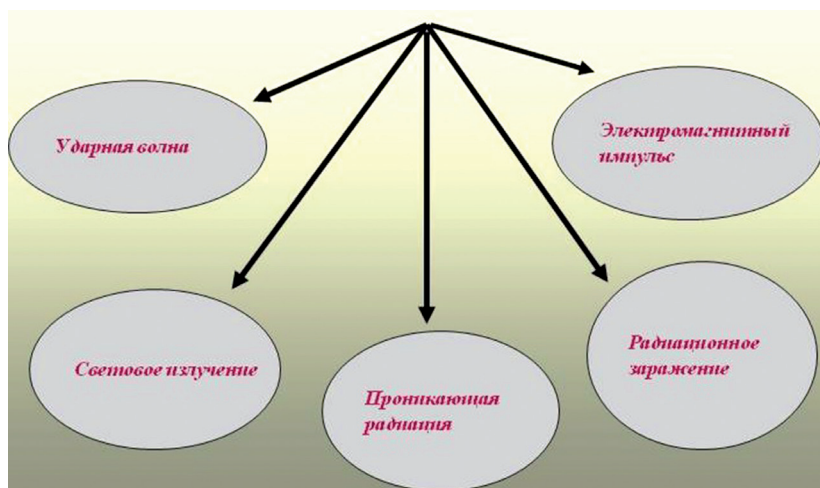 Ударная волна
Электромагнитный
импульс
Световое излучение
Проникающая
радиация
Радиационное
заражение